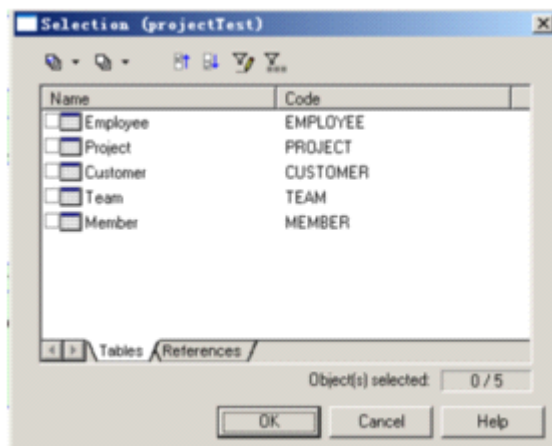 Selection (projectTest)
Name Code
Employee EMPLOYEE
Project PROJECT
Customer CUSTOMER
Team TEAM
Member MEMBER
Tables References
Object(s) selected: 0 / 5
OK Cancel Help